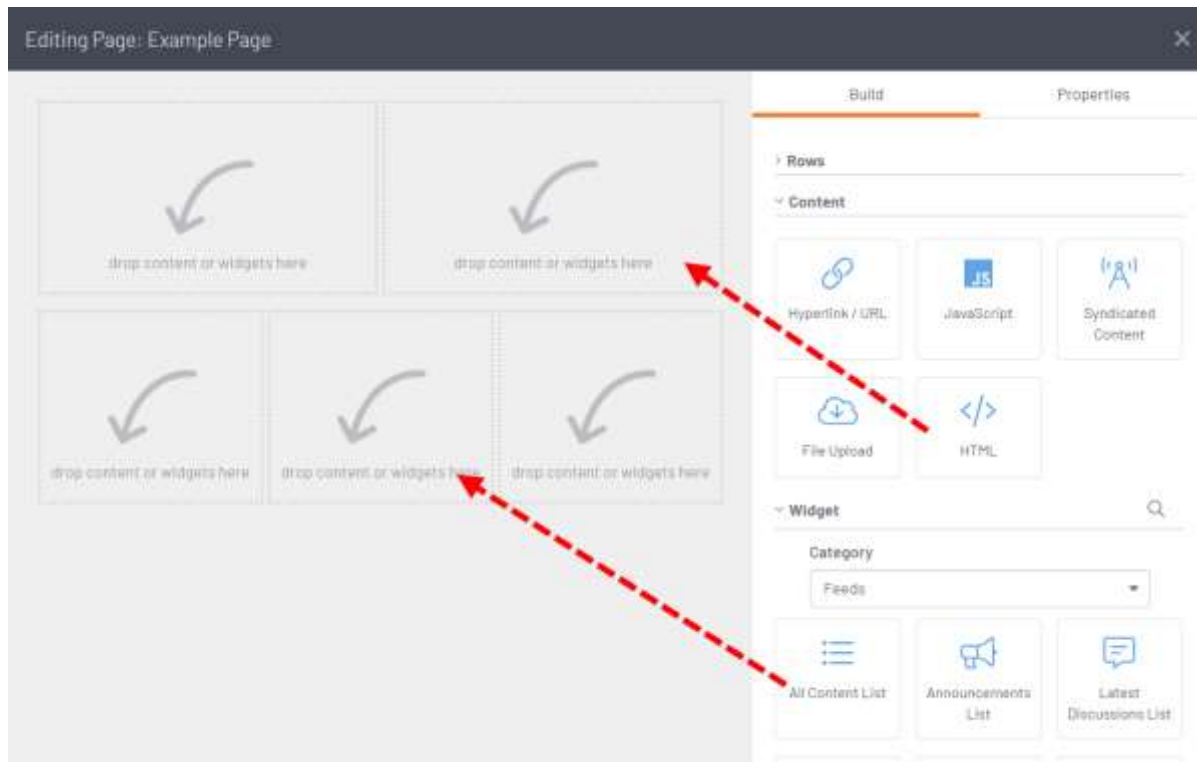 Editing Page: Example Page
Build Properties
Rows
Content
drop content or widgets here drop content or widgets here
Hyperlink / URL JS JavaScript Syndicated
Content
drop content or widgets here drop content or widgets here drop content or widgets here
File Upload </> HTML
Widget
Category
Feeds
All Content List Announcements Latest
List Discussions List